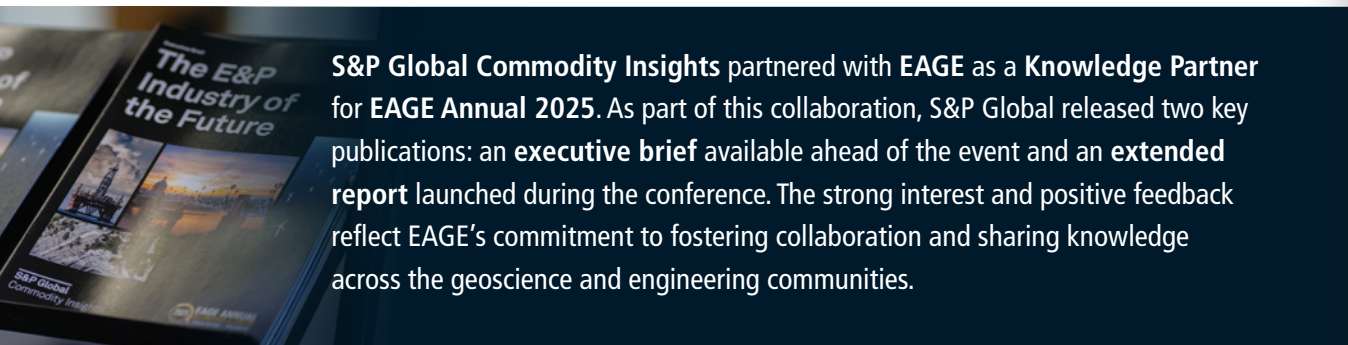 The E&P
Industry of
the Future
S&P Global
Commodity Insights
EAGE ANNUAL
S&P Global Commodity Insights partnered with EAGE as a Knowledge Partner
for EAGE Annual 2025. As part of this collaboration, S&P Global released two key
publications: an executive brief available ahead of the event and an extended
report launched during the conference. The strong interest and positive feedback
reflect EAGE’s commitment to fostering collaboration and sharing knowledge
across the geoscience and engineering communities.